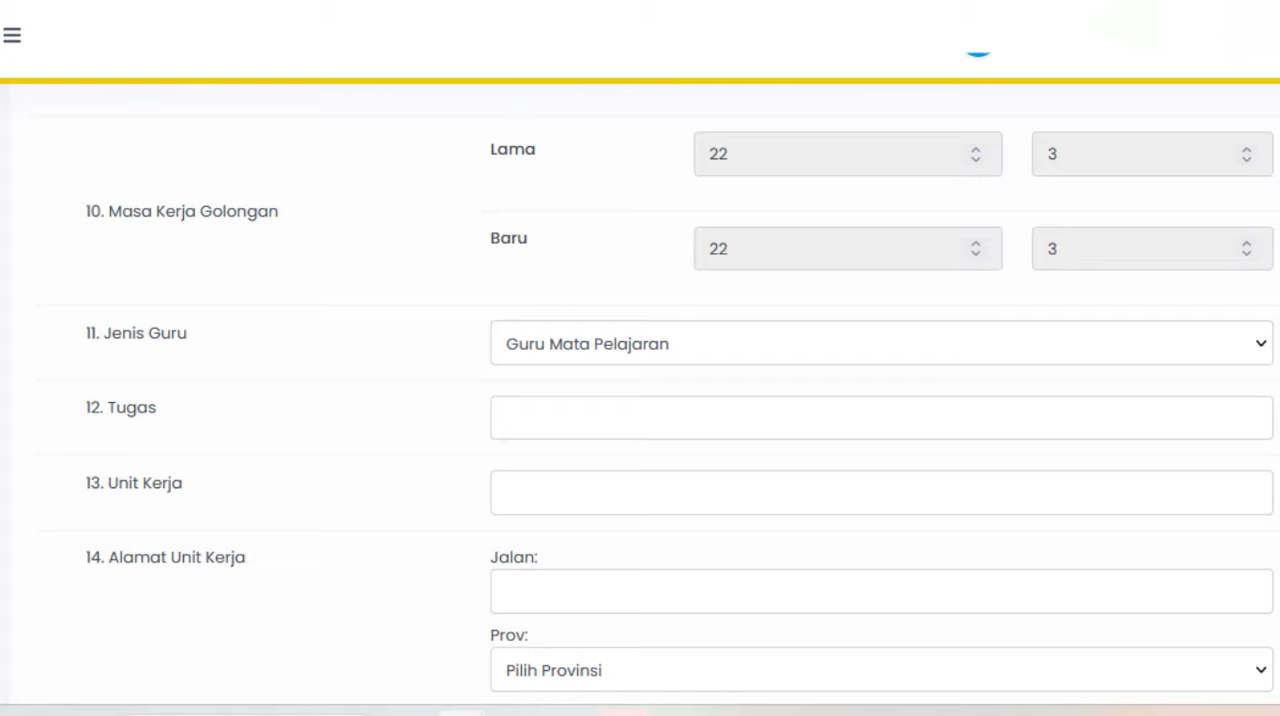 Lama 22 3
10. Masa Kerja Golongan
Baru 22 3
11. Jenis Guru Guru Mata Pelajaran
12. Tugas
13. Unit Kerja
14. Alamat Unit Kerja Jalan:
Prov:
Pilih Provinsi